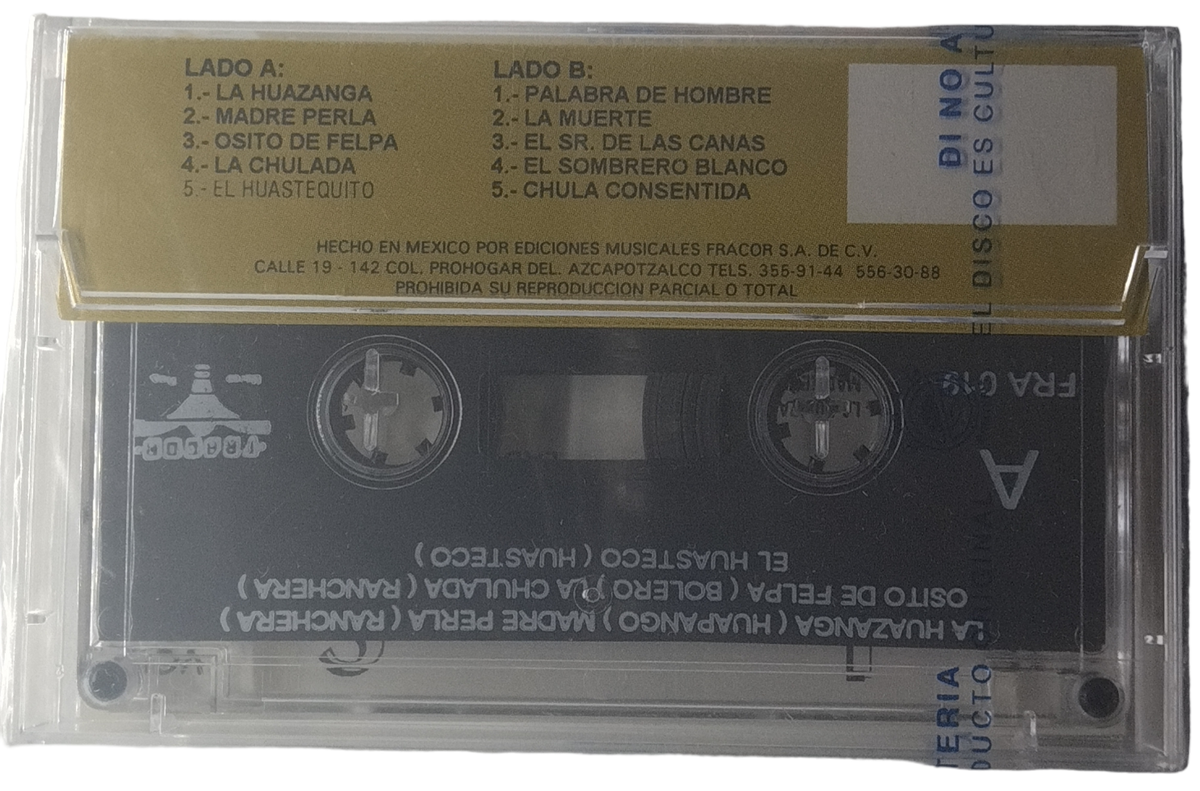 LADO A:
1.- LA HUAZANGA
2.- MADRE PERLA
3.- OSITO DE FELPA
4.- LA CHULADA
5.- EL HUASTEQUITO
LADO B:
1.- PALABRA DE HOMBRE
2.- LA MUERTE
3.- EL SR. DE LAS CANAS
4.- EL SOMBRERO BLANCO
5.- CHULA CONSENTIDA
HECHO EN MEXICO POR EDICIONES MUSICALES FRACOR S.A. DE C.V.
CALLE 19 - 142 COL. PROHOGAR DEL. AZCAPOTZALCO TELS. 355-91-44 556-30-88
PROHIBIDA SU REPRODUCCION PARCIAL O TOTAL
DI NO A
EL DISCO ES CULTU
TERIA
DUCTO ORIGINAL
LA HUAZANGA ( HUAPANGO ) MADRE PERLA ( RANCHERA )
OSITO DE FELPA ( BOLERO ) LA CHULADA ( RANCHERA )
EL HUASTECO ( HUASTECO )
A
FRACOR
FRA 019